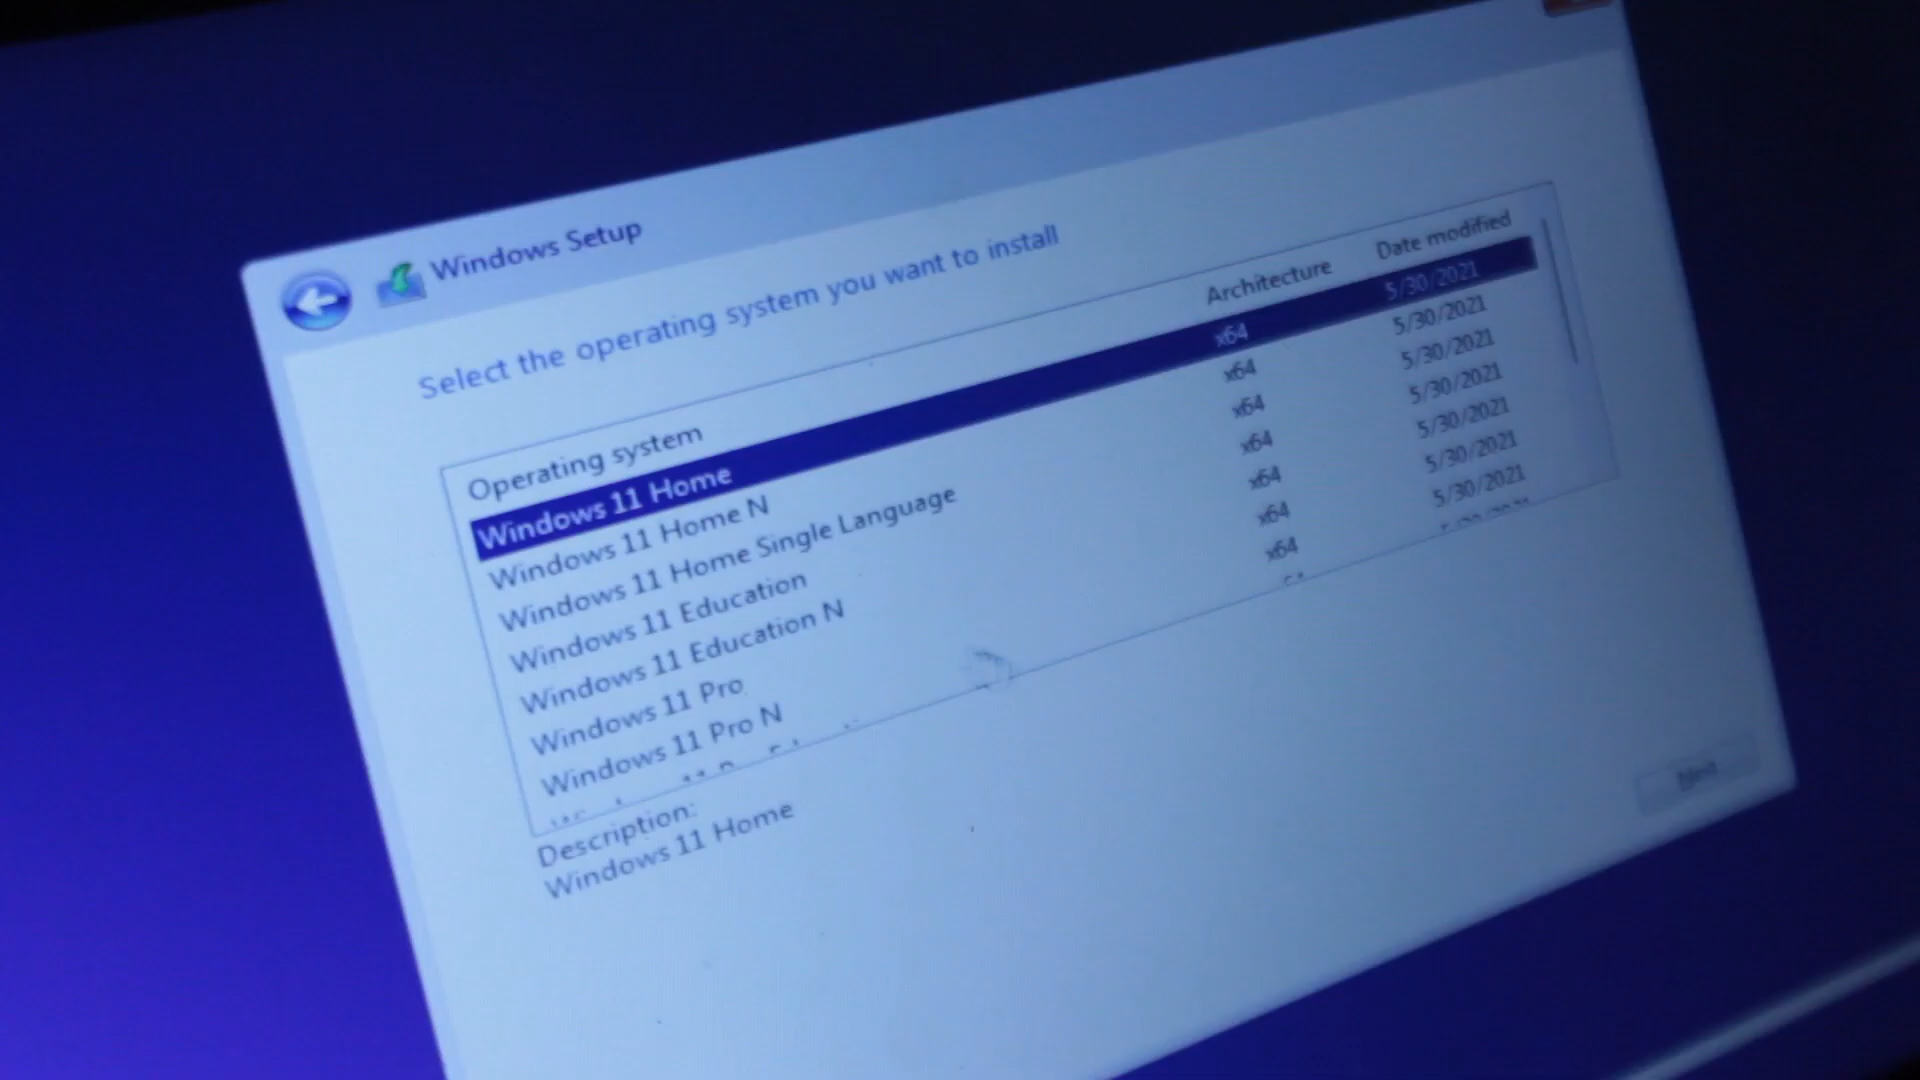 Windows Setup
Select the operating system you want to install
Operating system Architecture Date modified
Windows 11 Home x64 5/30/2021
Windows 11 Home N x64 5/30/2021
Windows 11 Home Single Language x64 5/30/2021
Windows 11 Education x64 5/30/2021
Windows 11 Education N x64 5/30/2021
Windows 11 Pro x64 5/30/2021
Windows 11 Pro N x64 5/30/2021
Description:
Windows 11 Home
Next